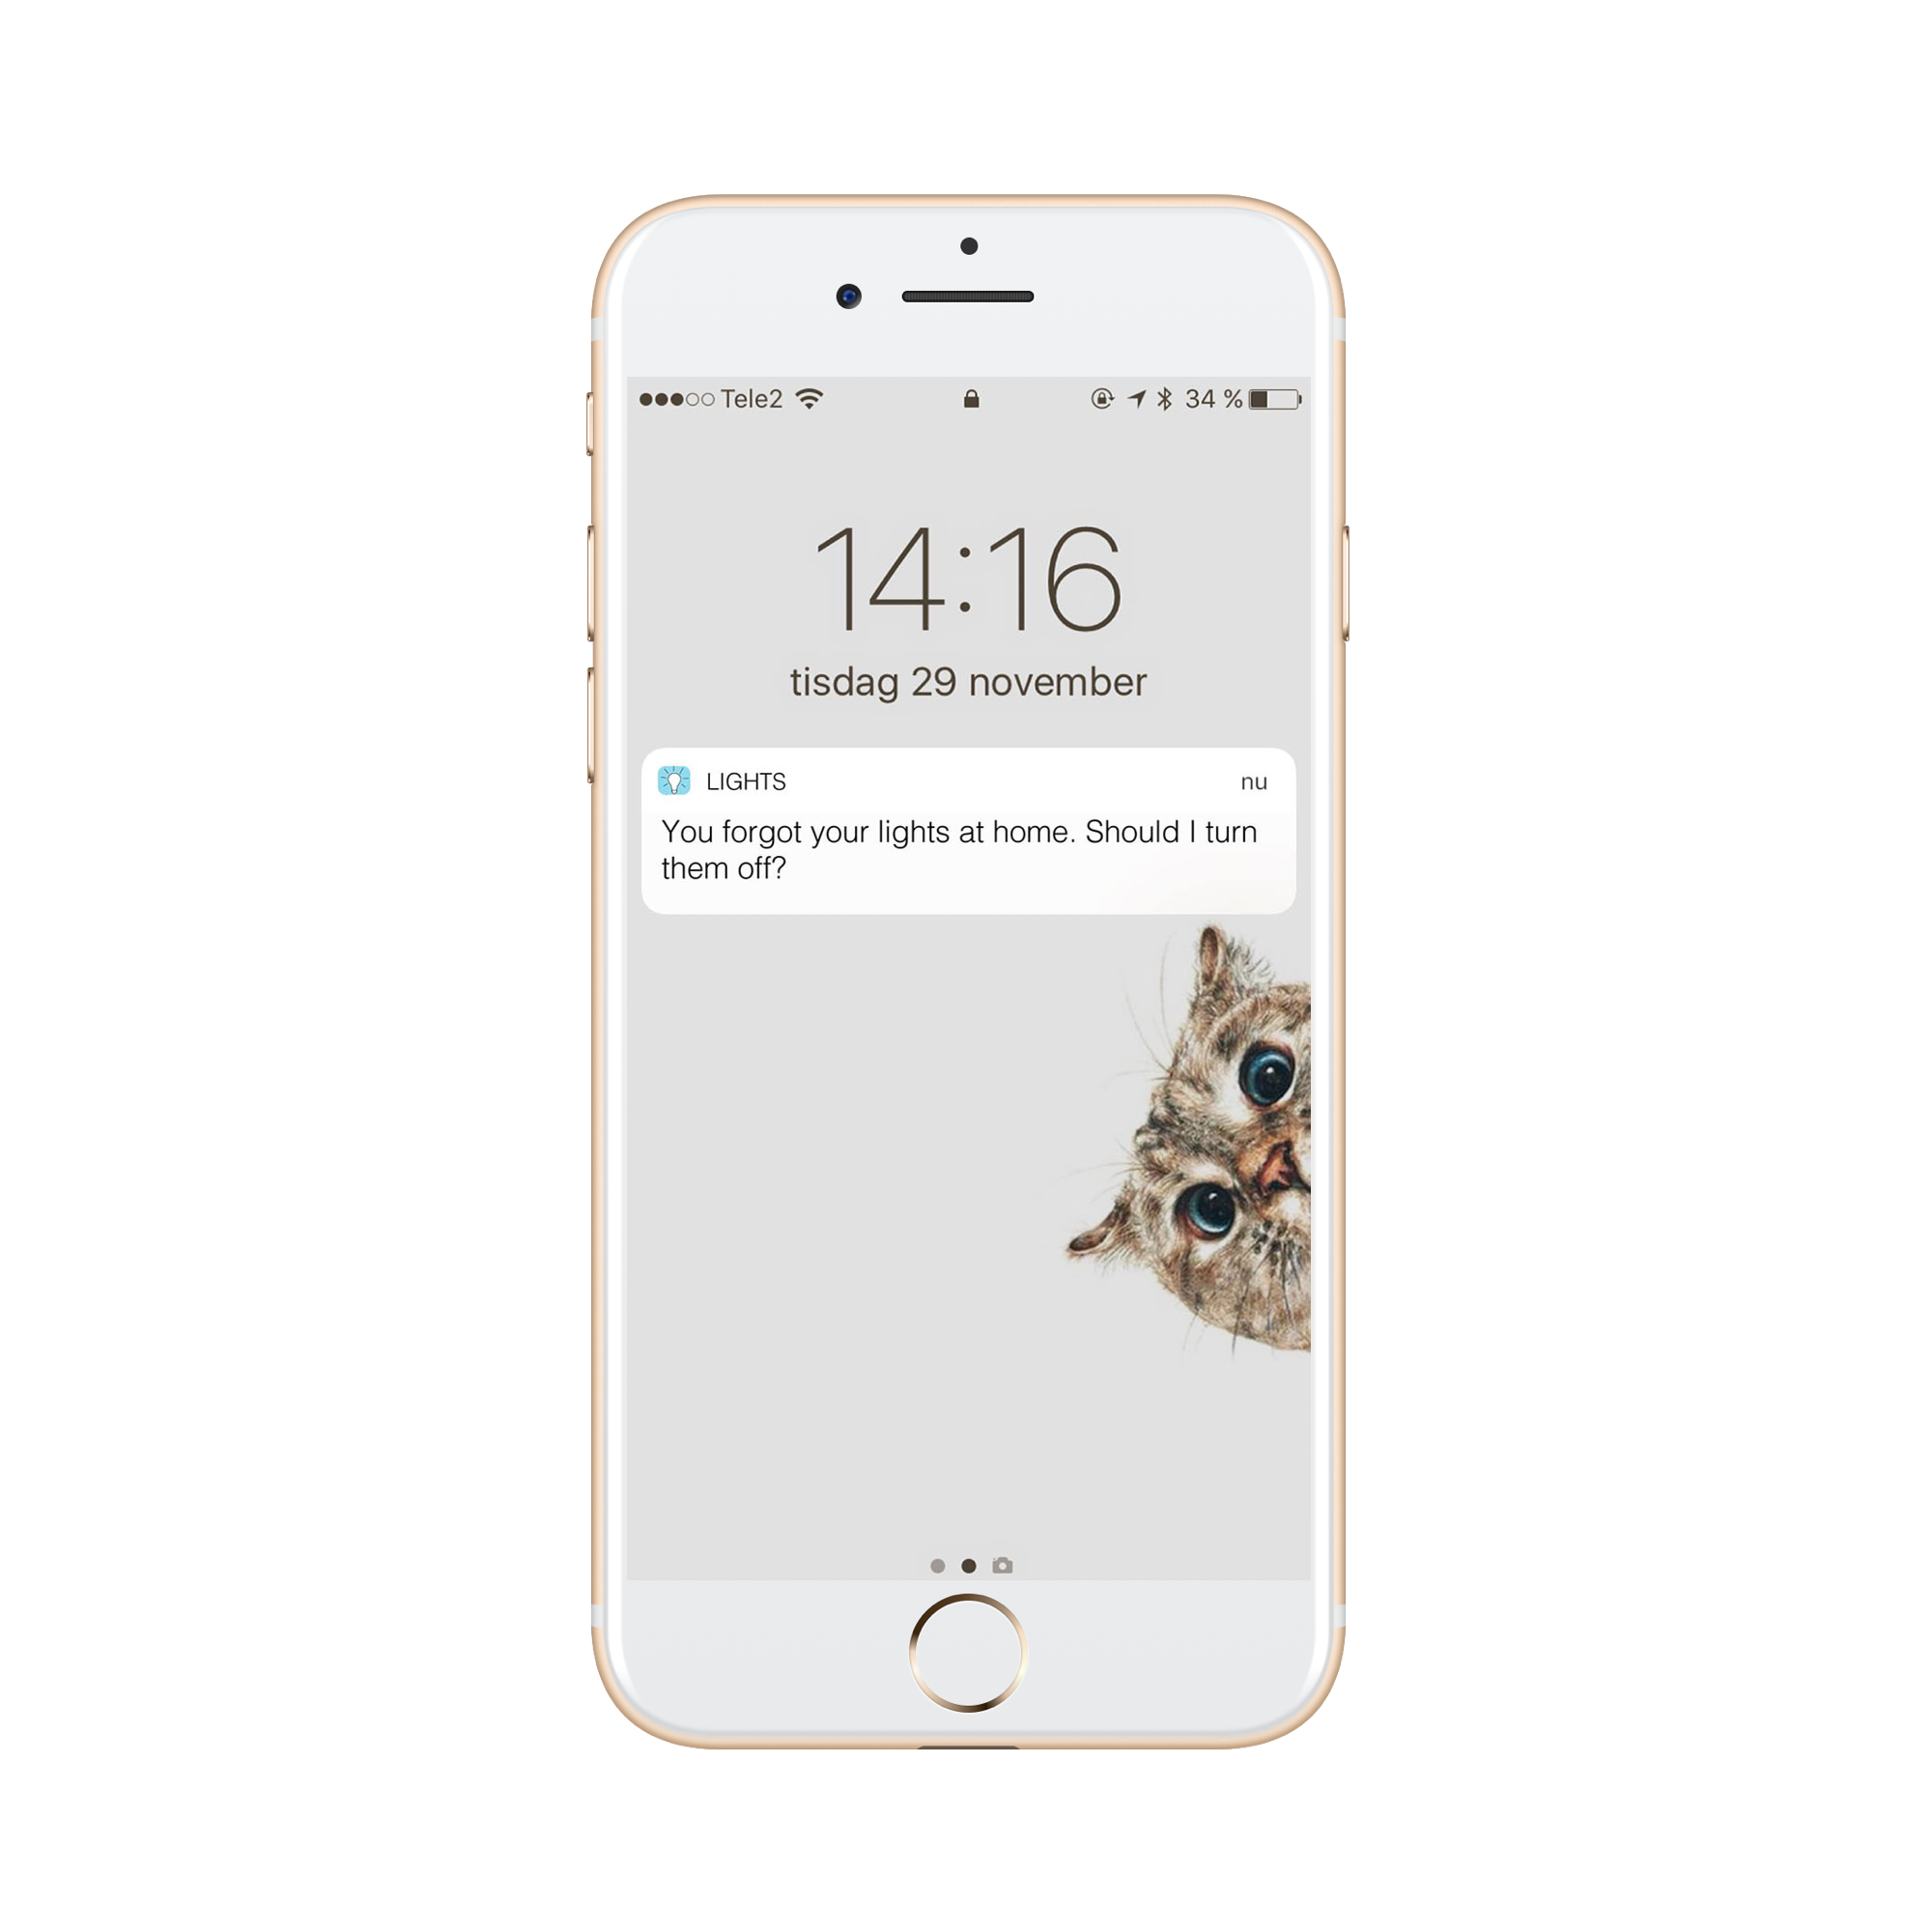 Tele2 34 %
14:16
tisdag 29 november
LIGHTS nu
You forgot your lights at home. Should I turn
them off?